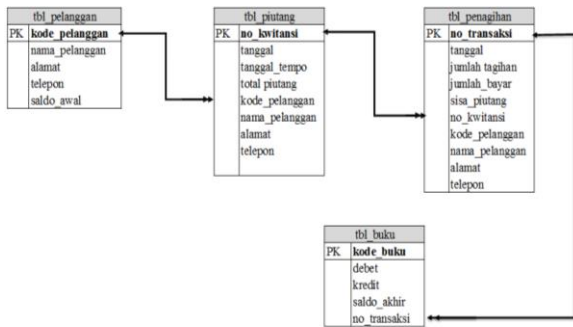 tbl_pelanggan
PK kode_pelanggan
nama_pelanggan
alamat
telepon
saldo_awal
tbl_piutang
PK no_kwitansi
tanggal
tanggal_tempo
total piutang
kode_pelanggan
nama_pelanggan
alamat
telepon
tbl_penagihan
PK no_transaksi
tanggal
jumlah tagihan
jumlah_bayar
sisa_piutang
no_kwitansi
kode_pelanggan
nama_pelanggan
alamat
telepon
tbl_buku
PK kode_buku
debet
kredit
saldo_akhir
no_transaksi